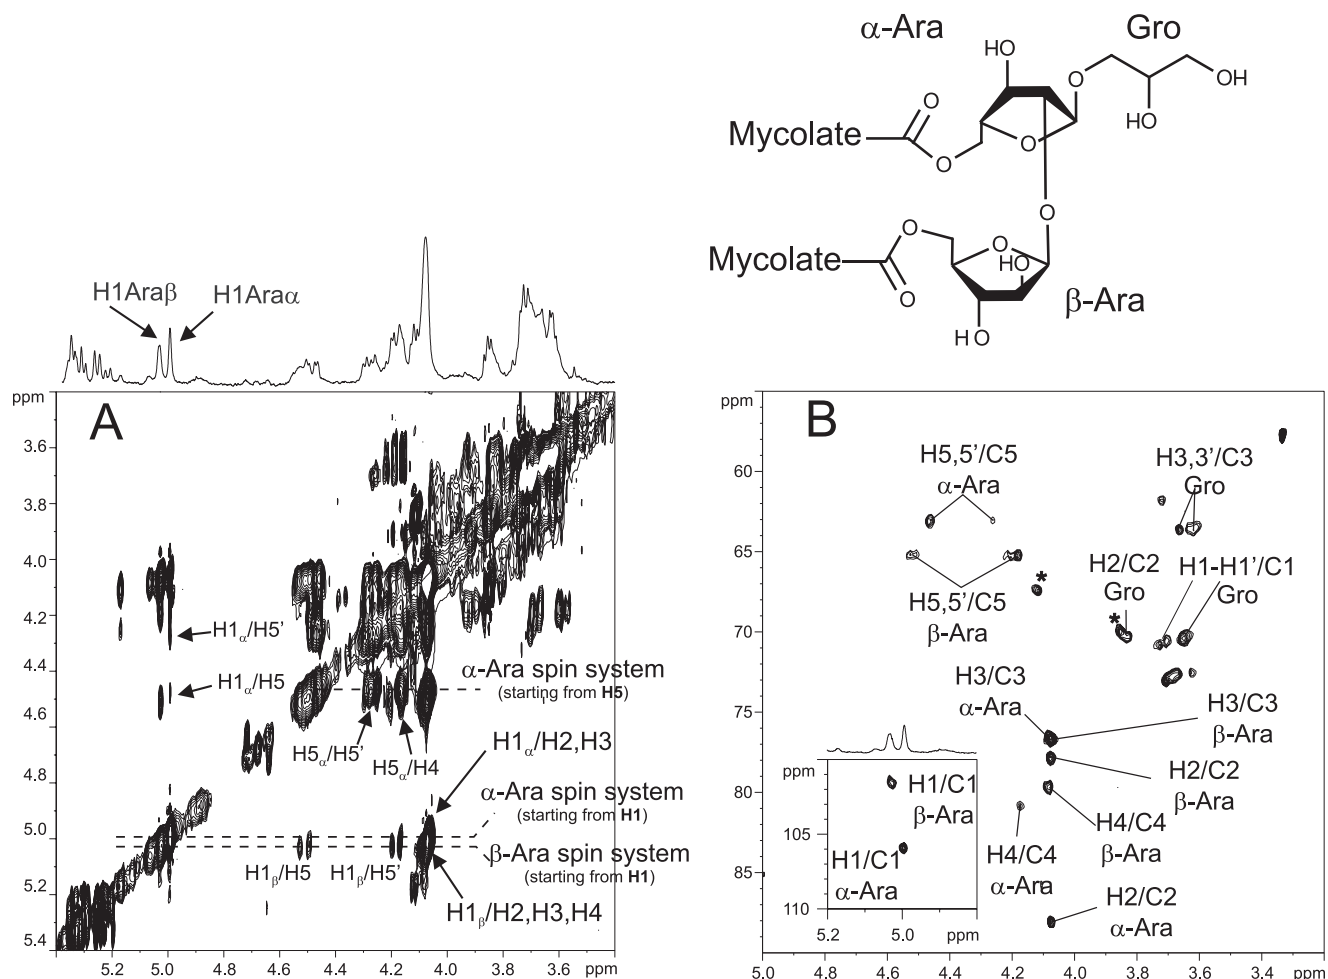 α-Ara
Gro
HO
O
OH
HO
O
Mycolate
O
O
O
O
O
Mycolate
O
HO
O
HO
β-Ara
H1Araβ
H1Araα
ppm
A
3.6
3.8
4.0
4.2
4.4
4.6
4.8
5.0
5.2
5.4
H1α/H5’
H1α/H5
α-Ara spin system
(starting from H5)
H5α/H5’
H5α/H4
H1α/H2,H3
α-Ara spin system
(starting from H1)
β-Ara spin system
(starting from H1)
H1β/H5
H1β/H5’
H1β/H2,H3,H4
5.2
5.0
4.8
4.6
4.4
4.2
4.0
3.8
3.6
ppm
ppm
B
60
65
70
75
80
85
H5,5’/C5
α-Ara
H3,3’/C3
Gro
H5,5’/C5
β-Ara
*
*
H2/C2
Gro
H1-H1’/C1
Gro
H3/C3
α-Ara
H3/C3
β-Ara
H2/C2
β-Ara
H4/C4
β-Ara
H4/C4
α-Ara
H2/C2
α-Ara
ppm
105
110
H1/C1
β-Ara
H1/C1
α-Ara
5.2
5.0
ppm
5.0
4.8
4.6
4.4
4.2
4.0
3.8
3.6
3.4
ppm